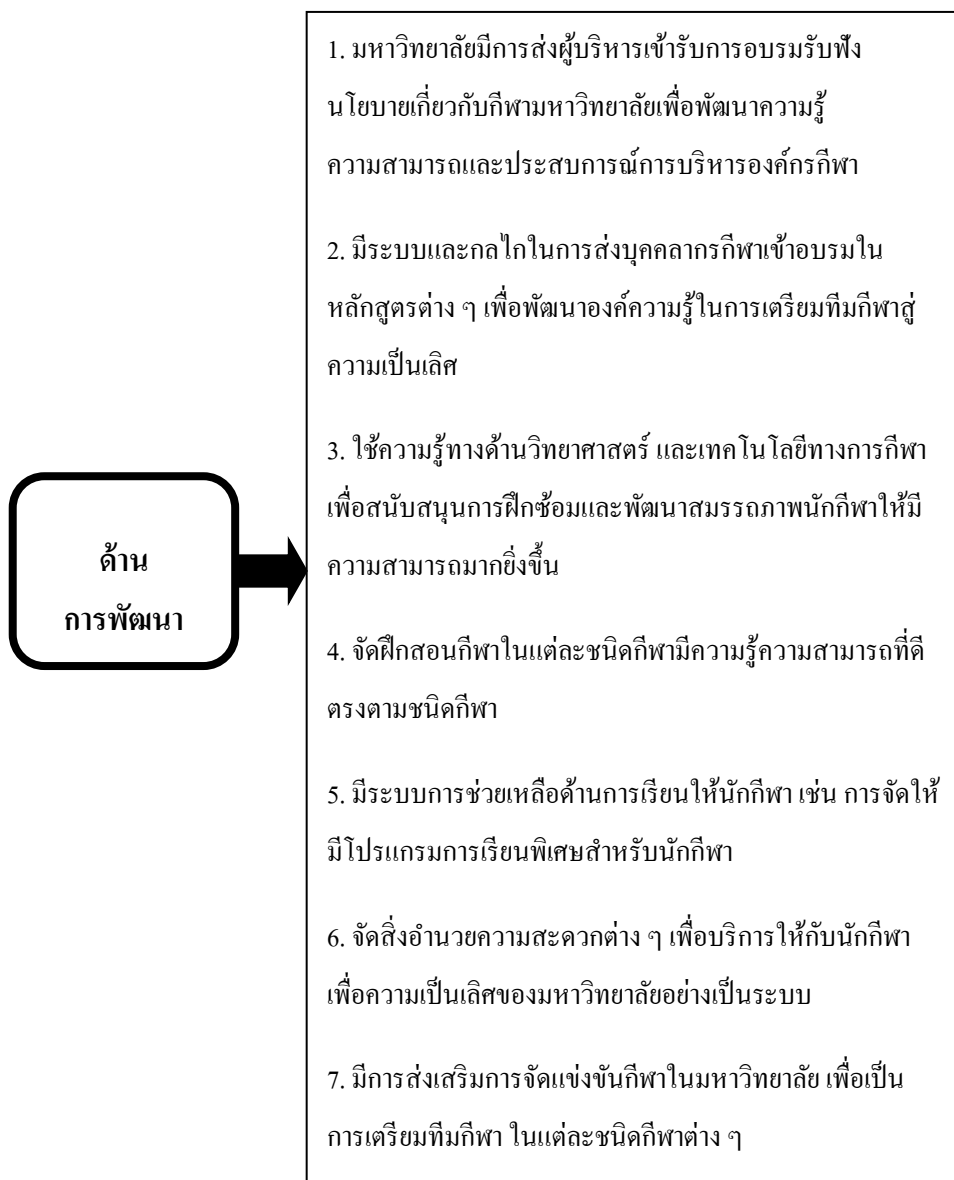 1. มหาวิทยาลัยมีการส่งผู้บริหารเข้ารับการอบรมรับฟัง
นโยบายเกี่ยวกับกีฬามหาวิทยาลัยเพื่อพัฒนาความรู้
ความสามารถและประสบการณ์การบริหารองค์กรกีฬา
2. มีระบบและกลไกในการส่งบุคคลากรกีฬาเข้าอบรมใน
หลักสูตรต่าง ๆ เพื่อพัฒนาองค์ความรู้ในการเตรียมทีมกีฬาสู่
ความเป็นเลิศ
3. ใช้ความรู้ทางด้านวิทยาศาสตร์ และเทคโนโลยีทางการกีฬา
เพื่อสนับสนุนการฝึกซ้อมและพัฒนาสมรรถภาพนักกีฬาให้มี
ความสามารถมากยิ่งขึ้น
ด้าน
การพัฒนา
4. จัดฝึกสอนกีฬาในแต่ละชนิดกีฬามีความรู้ความสามารถที่ดี
ตรงตามชนิดกีฬา
5. มีระบบการช่วยเหลือด้านการเรียนให้นักกีฬา เช่น การจัดให้
มีโปรแกรมการเรียนพิเศษสำหรับนักกีฬา
6. จัดสิ่งอำนวยความสะดวกต่าง ๆ เพื่อบริการให้กับนักกีฬา
เพื่อความเป็นเลิศของมหาวิทยาลัยอย่างเป็นระบบ
7. มีการส่งเสริมการจัดแข่งขันกีฬาในมหาวิทยาลัย เพื่อเป็น
การเตรียมทีมกีฬา ในแต่ละชนิดกีฬาต่าง ๆ